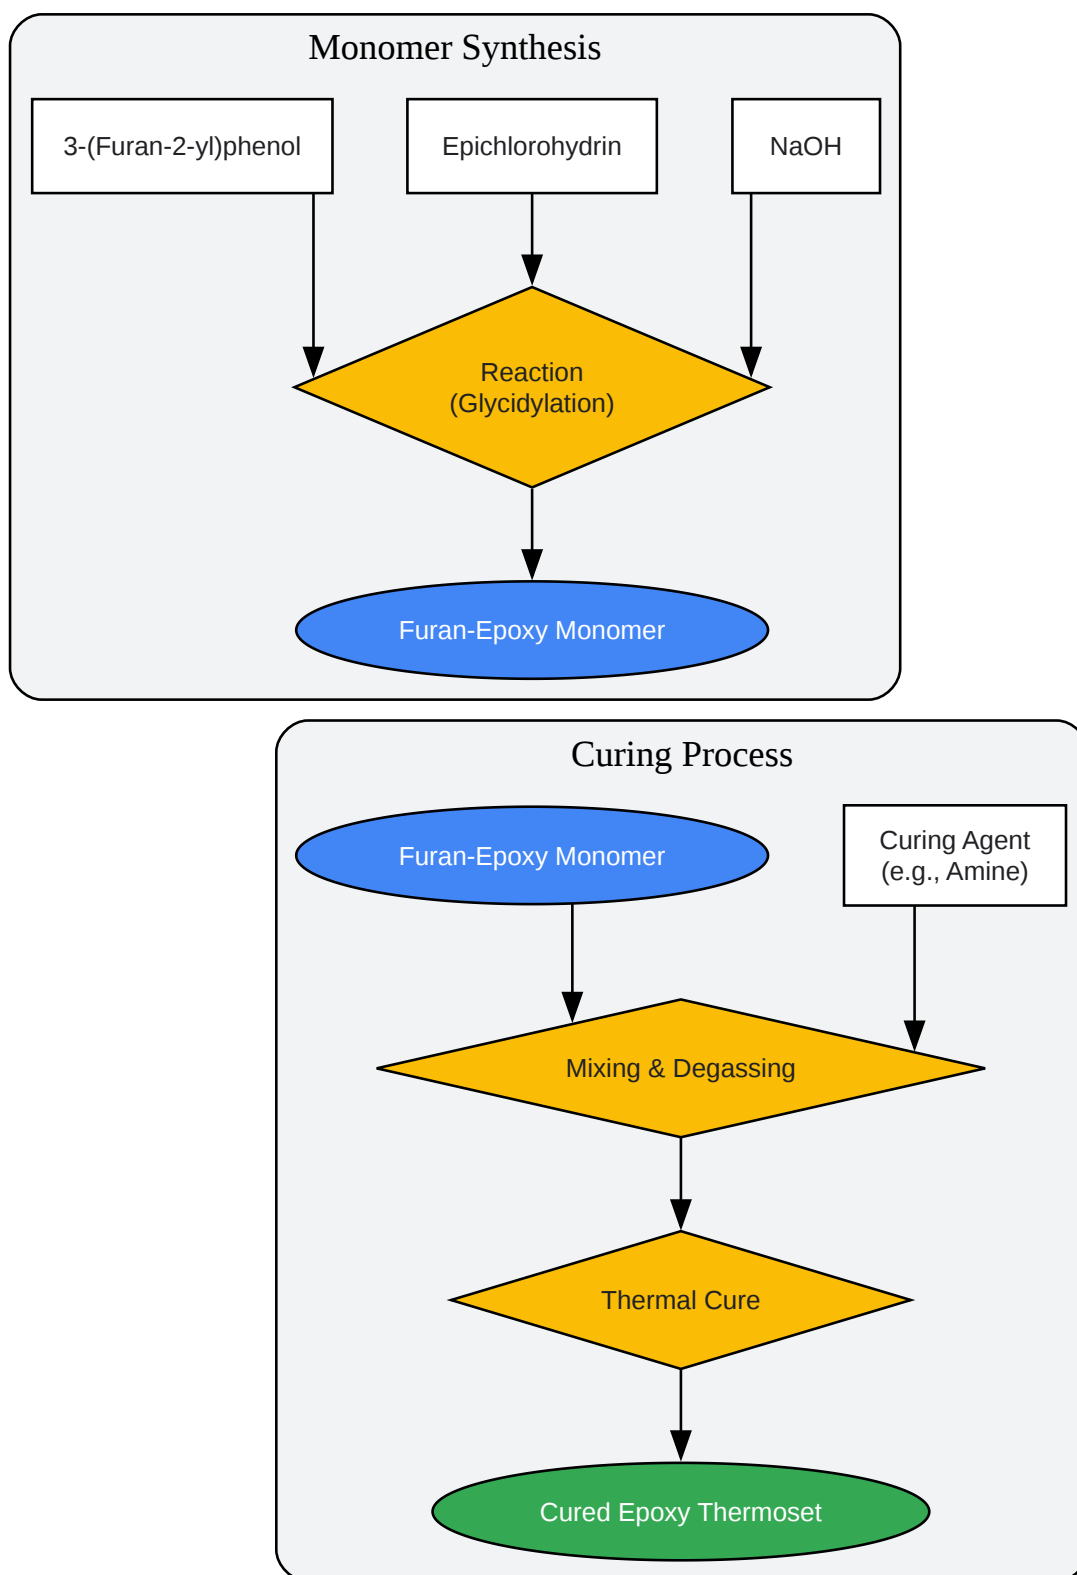 Monomer Synthesis
3-(Furan-2-yl)phenol
Epichlorohydrin
NaOH
Reaction
(Glycidylation)
Furan-Epoxy Monomer
Curing Process
Furan-Epoxy Monomer
Curing Agent
(e.g., Amine)
Mixing & Degassing
Thermal Cure
Cured Epoxy Thermoset